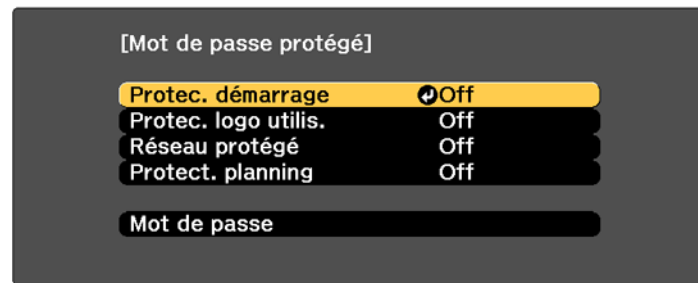 [Mot de passe protégé]
Protec. démarrage Off
Protec. logo utilis. Off
Réseau protégé Off
Protect. planning Off
Mot de passe